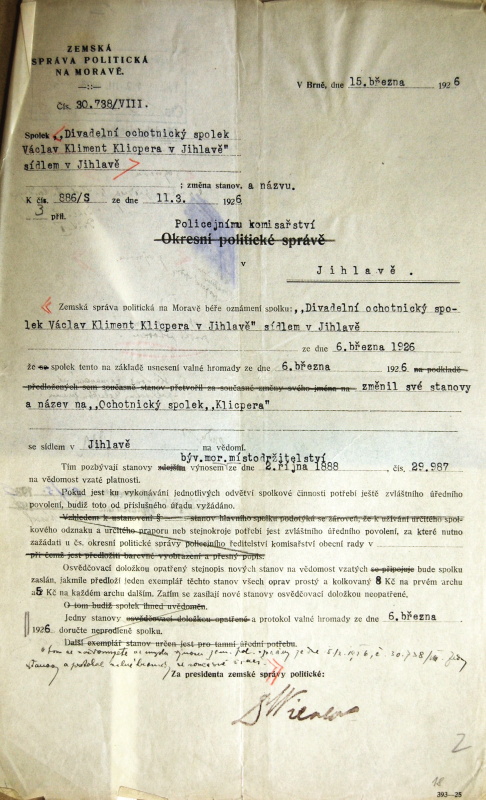 ZEMSKÁ
SPRÁVA POLITICKÁ
NA MORAVĚ.
V Brně, dne 15.března 1926
Čís. 30.738/VIII.
Spolek „Divadelní ochotnický spolek
Václav Kliment Klicpera v Jihlavě"
sídlem v Jihlavě
; změna stanov. a názvu.
K čís. 886/S ze dne 11.3. 1926
3 příl.
Policejnímu komisařství
Okresní politické správě
v
Jihlavě.
Zemská správa politická na Moravě béře oznámení spolku: ,,Divadelní ochotnický spo-
lek Václav Kliment Klicpera v Jihlavě" sídlem v Jihlavě
ze dne 6.března 1926
že se spolek tento na základě usnesení valné hromady ze dne 6.března 1926 na podkladě
předložených sem současně stanov přetvořil za současné změny svého jména na změnil své stanovy
a název na,,Ochotnický spolek,,Klicpera"
se sídlem v Jihlavě na vědomí.
býv.mor.místodržitelství
Tím pozbývají stanovy zdejším výnosem ze dne 2.října 1888, čís. 29.987
na vědomost vzaté platnosti.
Pokud jest ku vykonávání jednotlivých odvětví spolkové činnosti potřebí ještě zvláštního úředního
povolení, budiž toto od příslušného úřadu vyžádáno.
Vzhledem k ustanovení § stanov hlavního spolku podotýká se zároveň, že k užívání určitého spol-
kového odznaku a určitého praporu neb stejnokroje potřebí jest zvláštního úředního povolení, za které nutno
zažádati u čs. okresní politické správy policejního ředitelství komisařství obecní rady v
při čemž jest předložiti barevné vyobrazení a přesný popis.
Osvědčovací doložkou opatřený stejnopis nových stanov na vědomost vzatých se připojuje bude spolku
zaslán, jakmile předloží jeden exemplář těchto stanov všech oprav prostý a kolkovaný 8 Kč na prvém archu
a 5 Kč na každém archu dalším. Zatím se zasílají nové stanovy osvědčovací doložkou neopatřené.
O tom budiž spolek ihned uvědoměn.
Jedny stanovy osvědčovací doložkou opatřené a protokol valné hromady ze dne 6.března
1926 doručte neprodleně spolku.
Další exemplář stanov určen jest pro tamní úřední potřebu.
Za presidenta zemské správy politické:
2
18
393—25